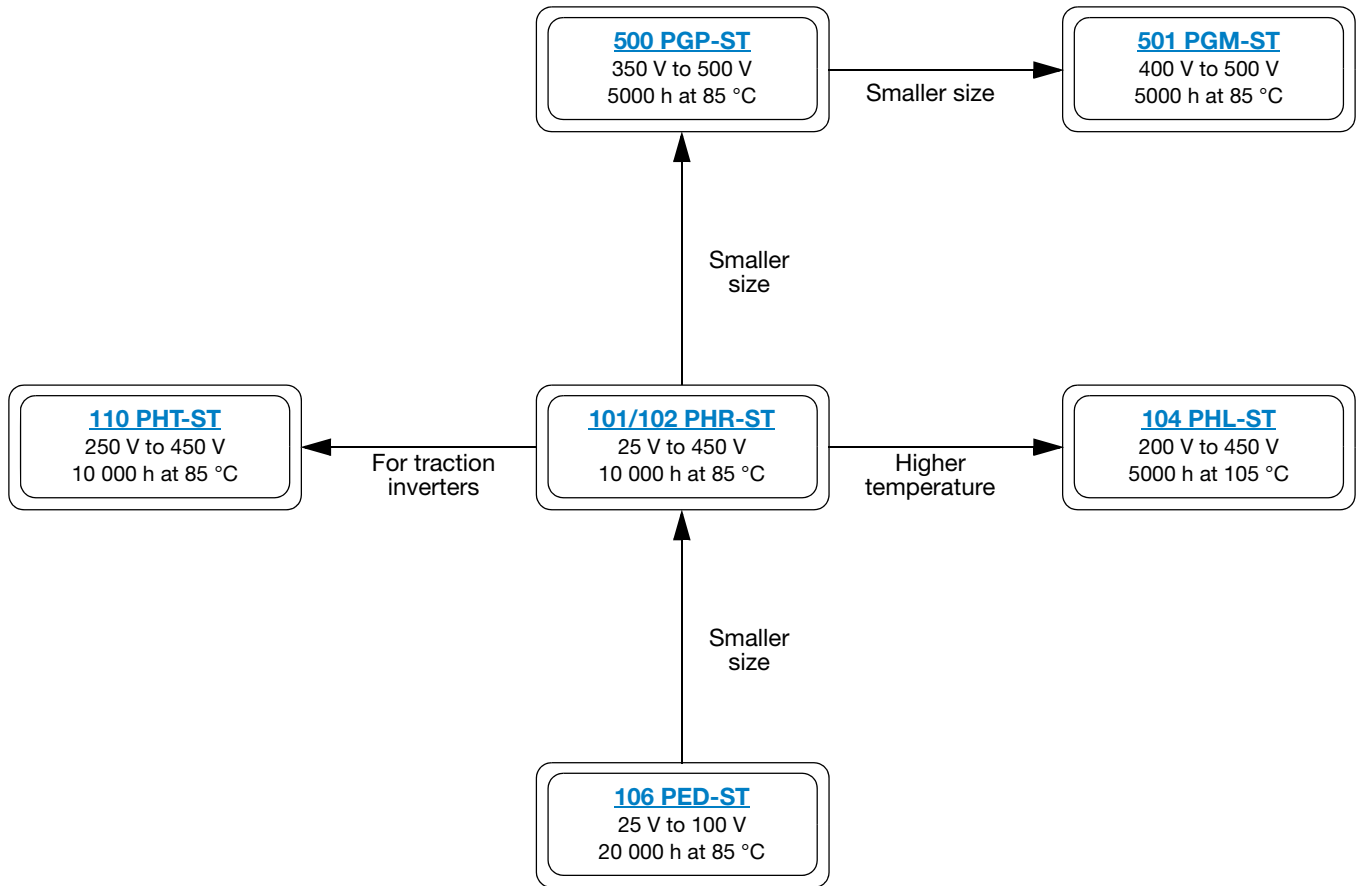 500 PGP-ST
350 V to 500 V
5000 h at 85 °C
Smaller size
501 PGM-ST
400 V to 500 V
5000 h at 85 °C
Smaller
size
110 PHT-ST
250 V to 450 V
10 000 h at 85 °C
For traction
inverters
101/102 PHR-ST
25 V to 450 V
10 000 h at 85 °C
Higher
temperature
104 PHL-ST
200 V to 450 V
5000 h at 105 °C
Smaller
size
106 PED-ST
25 V to 100 V
20 000 h at 85 °C